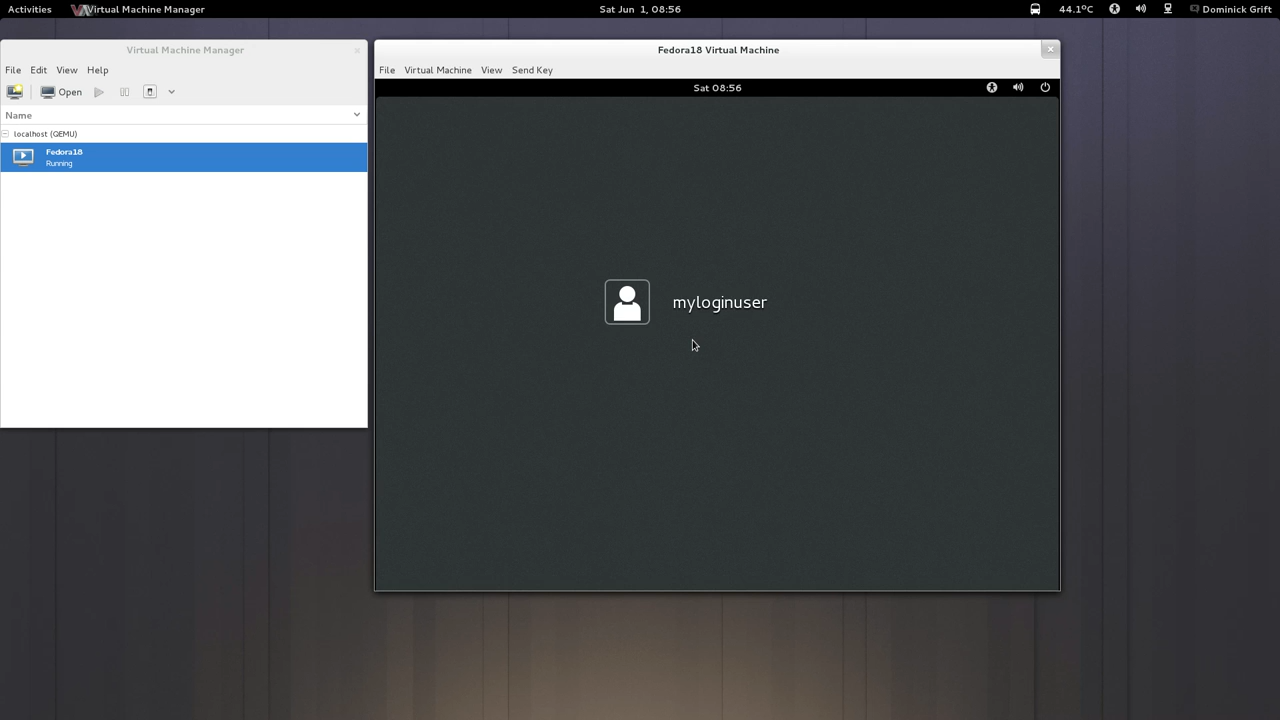 Activities Virtual Machine Manager Sat Jun 1, 08:56 44.1°C Dominick Grift
Virtual Machine Manager
File Edit View Help
Open
Name
localhost (QEMU)
Fedora18
Running
Fedora18 Virtual Machine
File Virtual Machine View Send Key
Sat 08:56
myloginuser